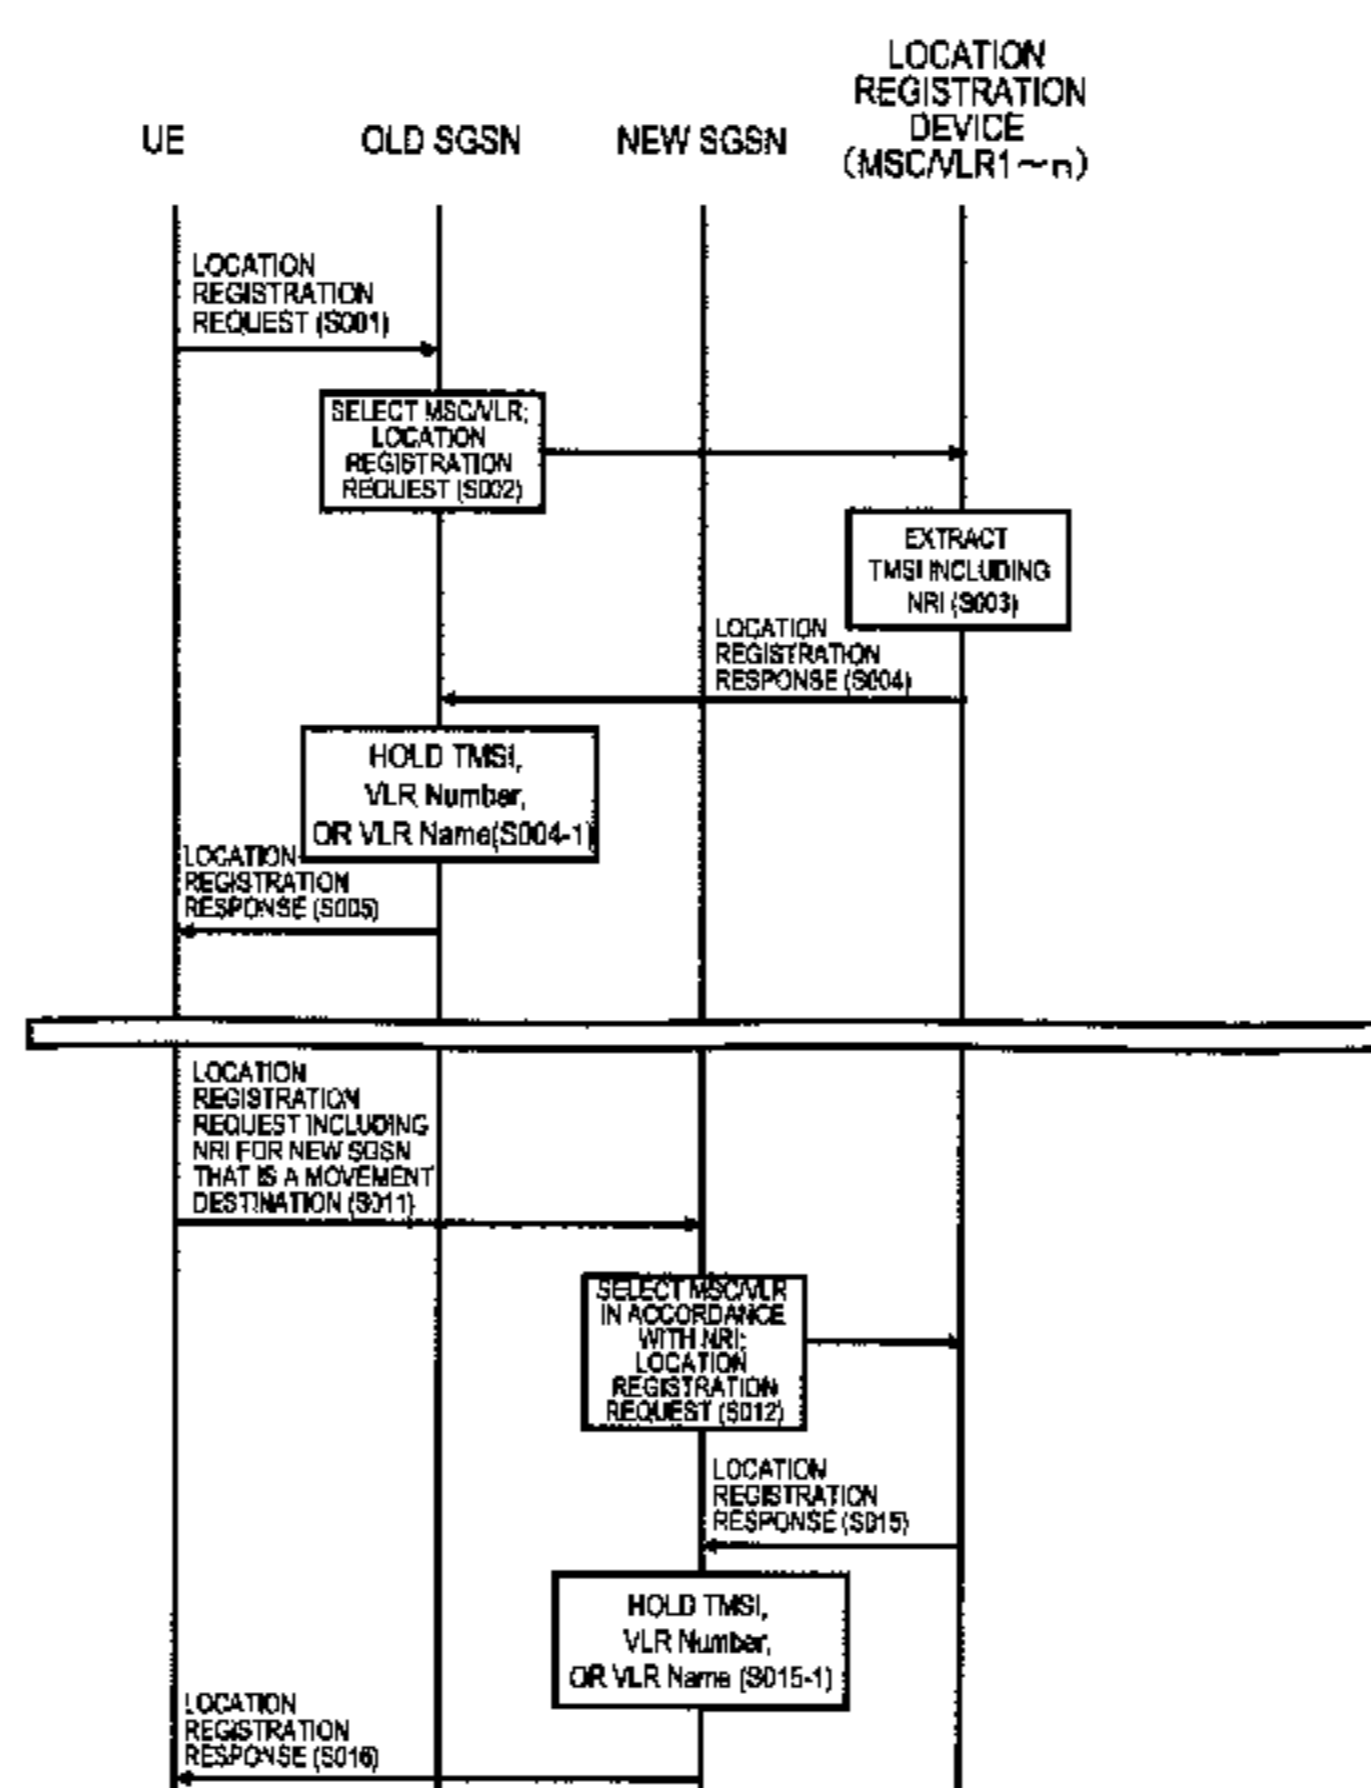 LOCATION
REGISTRATION
DEVICE
(MSC/VLR1～n)
UE
OLD SGSN
NEW SGSN
LOCATION
REGISTRATION
REQUEST (S001)
SELECT MSC/VLR;
LOCATION
REGISTRATION
REQUEST (S002)
EXTRACT
TMSI INCLUDING
NRI (S003)
LOCATION
REGISTRATION
RESPONSE (S004)
HOLD TMSI,
VLR Number,
OR VLR Name(S004-1)
LOCATION
REGISTRATION
RESPONSE (S005)
LOCATION
REGISTRATION
REQUEST INCLUDING
NRI FOR NEW SGSN
THAT IS A MOVEMENT
DESTINATION (S011)
SELECT MSC/VLR
IN ACCORDANCE
WITH NRI;
LOCATION
REGISTRATION
REQUEST (S012)
LOCATION
REGISTRATION
RESPONSE (S015)
HOLD TMSI,
VLR Number,
OR VLR Name (S015-1)
LOCATION
REGISTRATION
RESPONSE (S016)